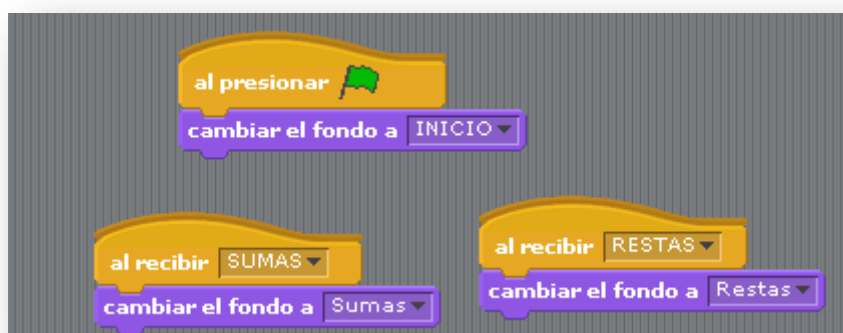 al presionar
cambiar el fondo a INICIO
al recibir SUMAS
cambiar el fondo a Sumas
al recibir RESTAS
cambiar el fondo a Restas